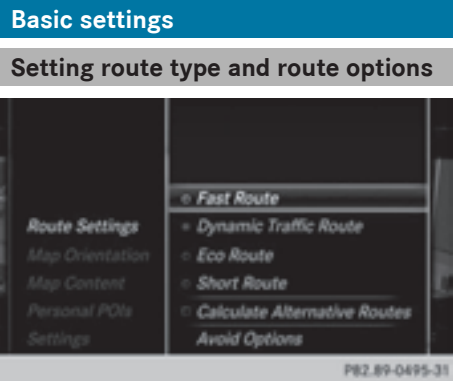 Basic settings
Setting route type and route options
Fast Route
Route Settings
Dynamic Traffic Route
Map Orientation
Eco Route
Map Content
Short Route
Personal POIs
Calculate Alternative Routes
Settings
Avoid Options
P82.89-0495-31